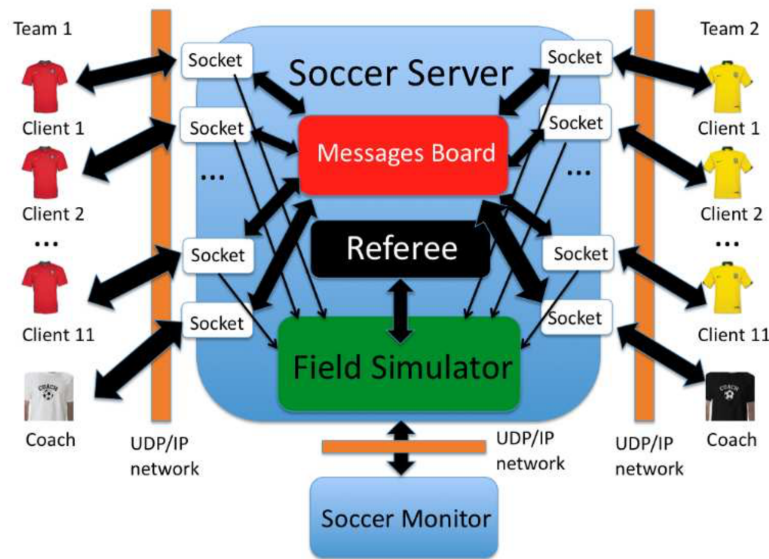 Team 1
Team 2
Socket
Socket
Soccer Server
Client 1
Client 1
Socket
Socket
Messages Board
...
...
Client 2
Client 2
...
...
Referee
Socket
Socket
Client 11
Client 11
Socket
Socket
Field Simulator
COACH
COACH
Coach
Coach
UDP/IP
network
UDP/IP
network
UDP/IP
network
Soccer Monitor